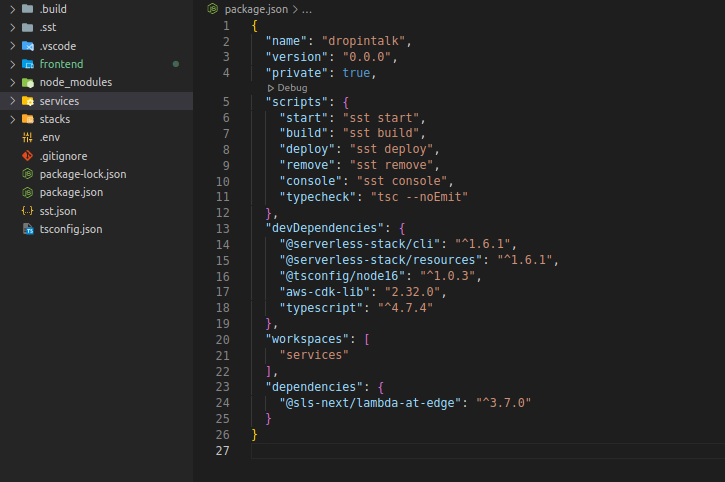 .build
.sst
.vscode
frontend
node_modules
services
stacks
.env
.gitignore
package-lock.json
package.json
sst.json
tsconfig.json
package.json > ...
1 {
2 "name": "dropintalk",
3 "version": "0.0.0",
4 "private": true,
Debug
5 "scripts": {
6 "start": "sst start",
7 "build": "sst build",
8 "deploy": "sst deploy",
9 "remove": "sst remove",
10 "console": "sst console",
11 "typecheck": "tsc --noEmit"
12 },
13 "devDependencies": {
14 "@serverless-stack/cli": "^1.6.1",
15 "@serverless-stack/resources": "^1.6.1",
16 "@tsconfig/node16": "^1.0.3",
17 "aws-cdk-lib": "2.32.0",
18 "typescript": "^4.7.4"
19 },
20 "workspaces": [
21 "services"
22 ],
23 "dependencies": {
24 "@sls-next/lambda-at-edge": "^3.7.0"
25 }
26 }
27